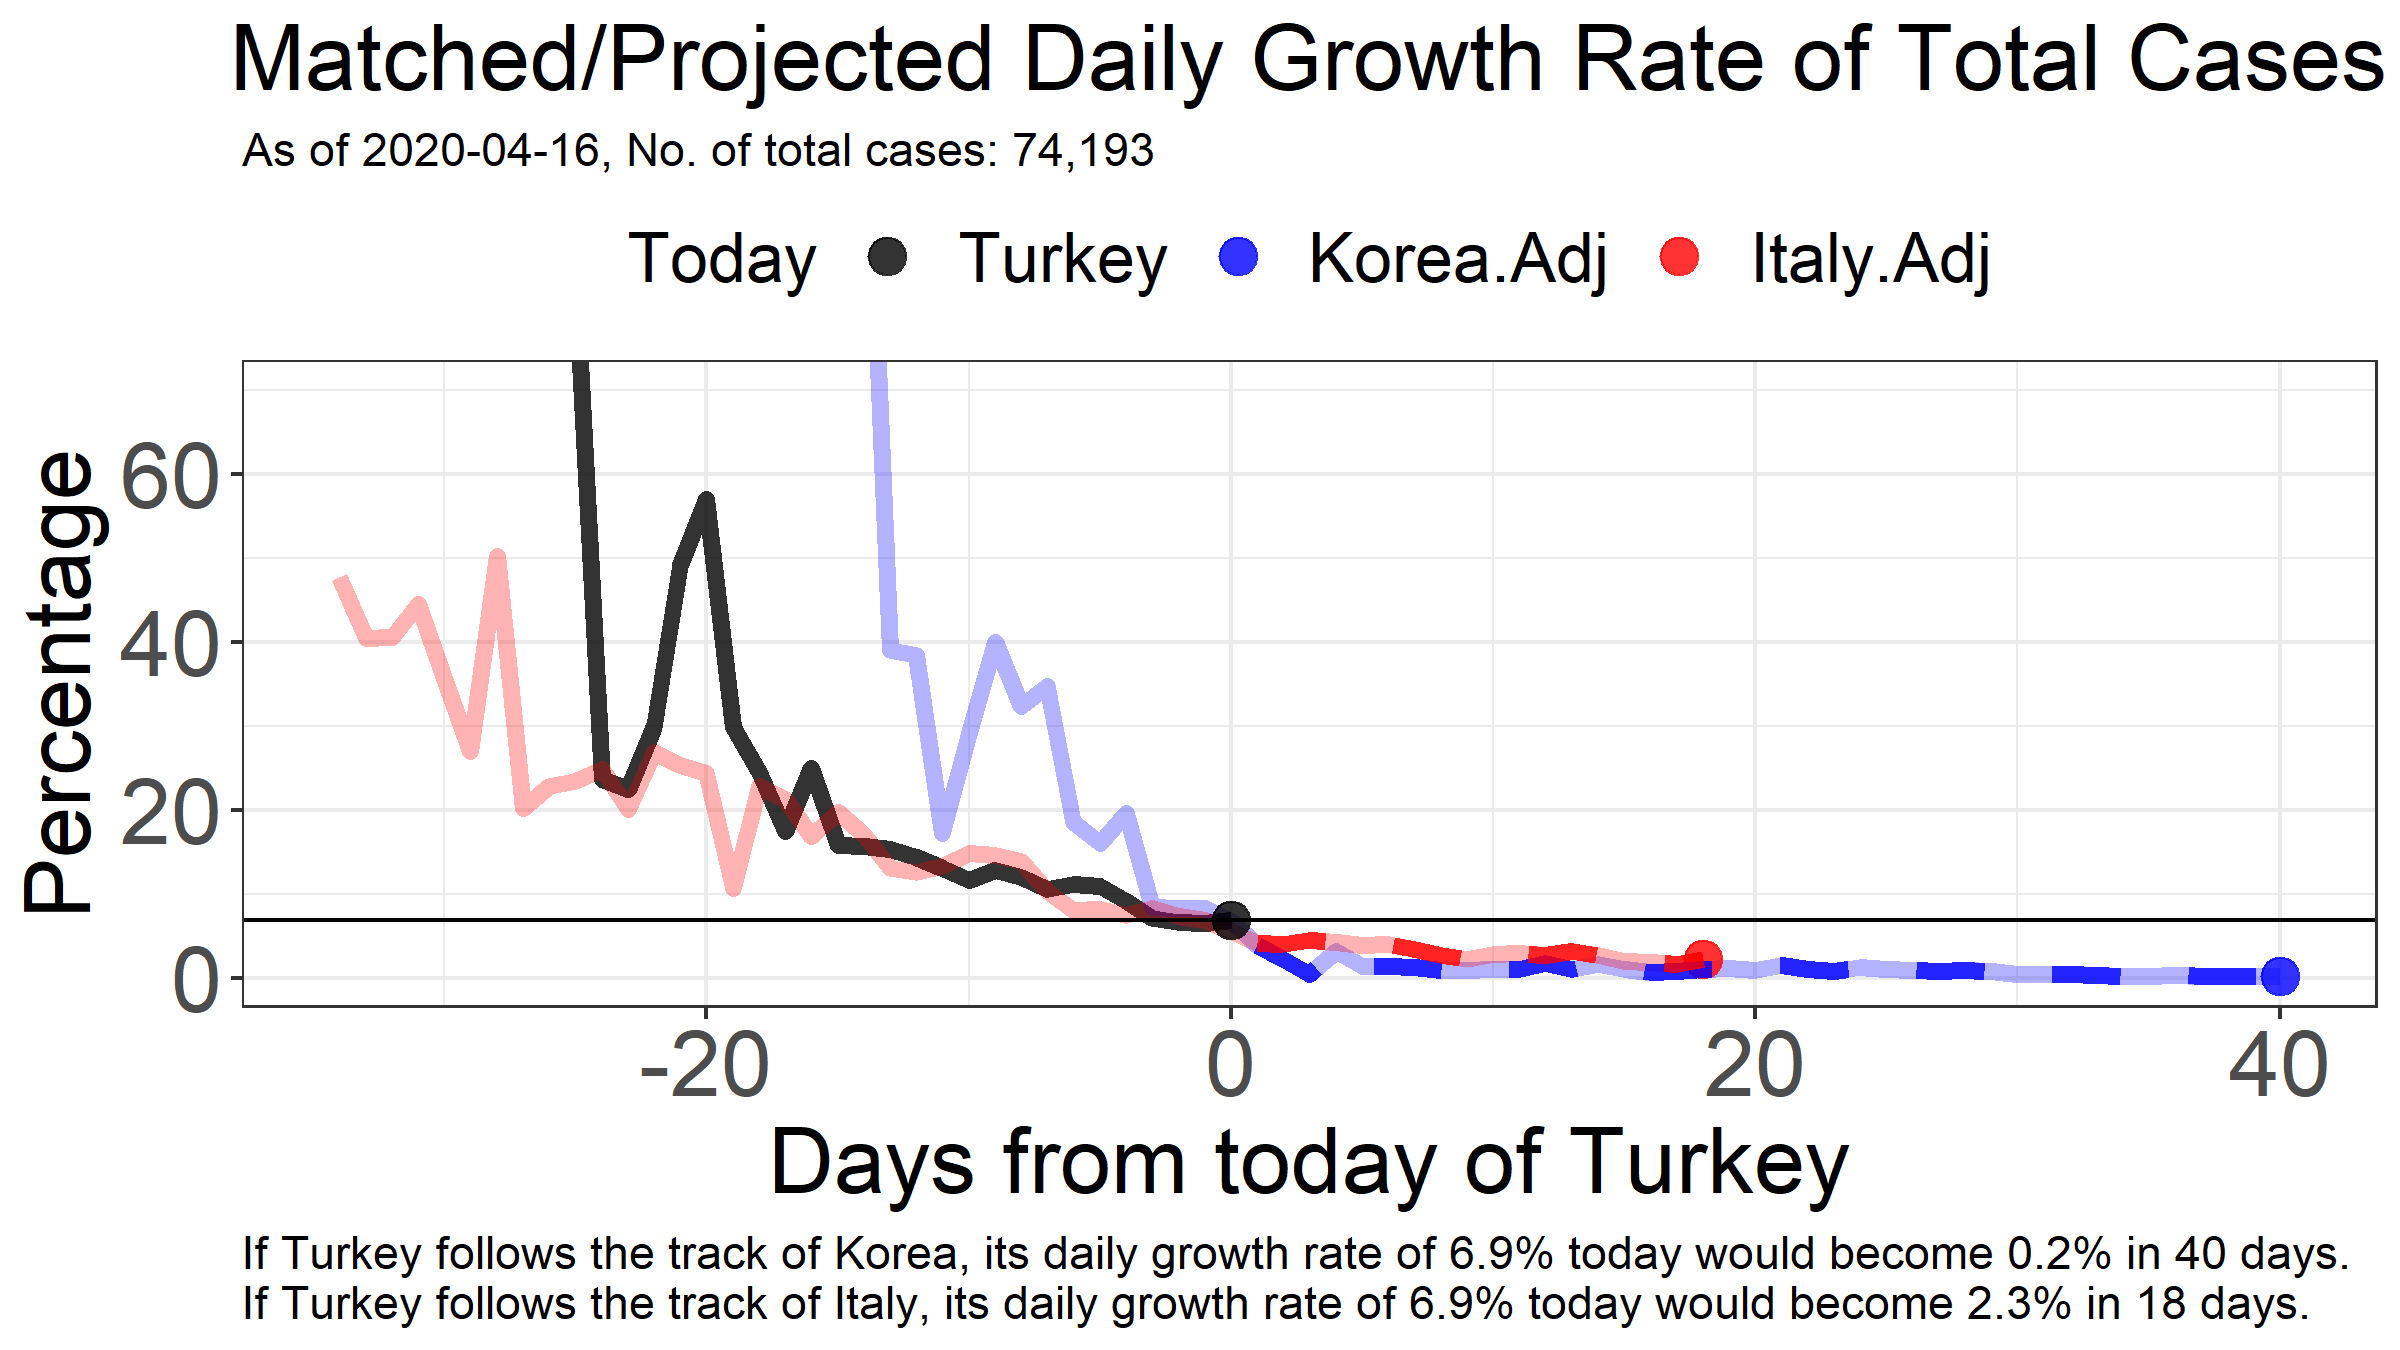 Matched/Projected Daily Growth Rate of Total Cases
As of 2020-04-16, No. of total cases: 74,193
Today Turkey Korea.Adj Italy.Adj
Percentage
60
40
20
0
-20 0 20 40
Days from today of Turkey
If Turkey follows the track of Korea, its daily growth rate of 6.9% today would become 0.2% in 40 days.
If Turkey follows the track of Italy, its daily growth rate of 6.9% today would become 2.3% in 18 days.